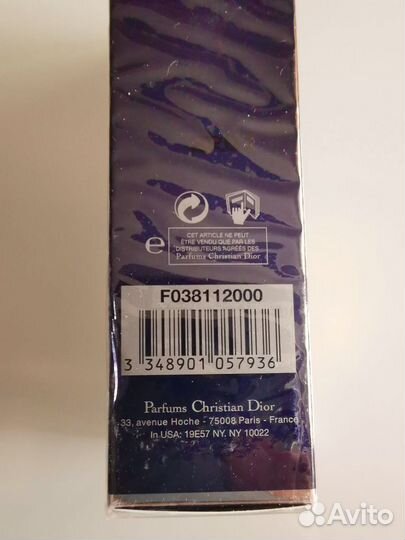 e
CET ARTICLE NE PEUT
ÊTRE VENDU QUE PAR LES
DISTRIBUTEURS AGRÉÉS DES
Parfums Christian Dior
F038112000
3 348901 057936
Parfums Christian Dior
33, avenue Hoche - 75008 Paris - France
In USA: 19E57 NY. NY 10022
Avito